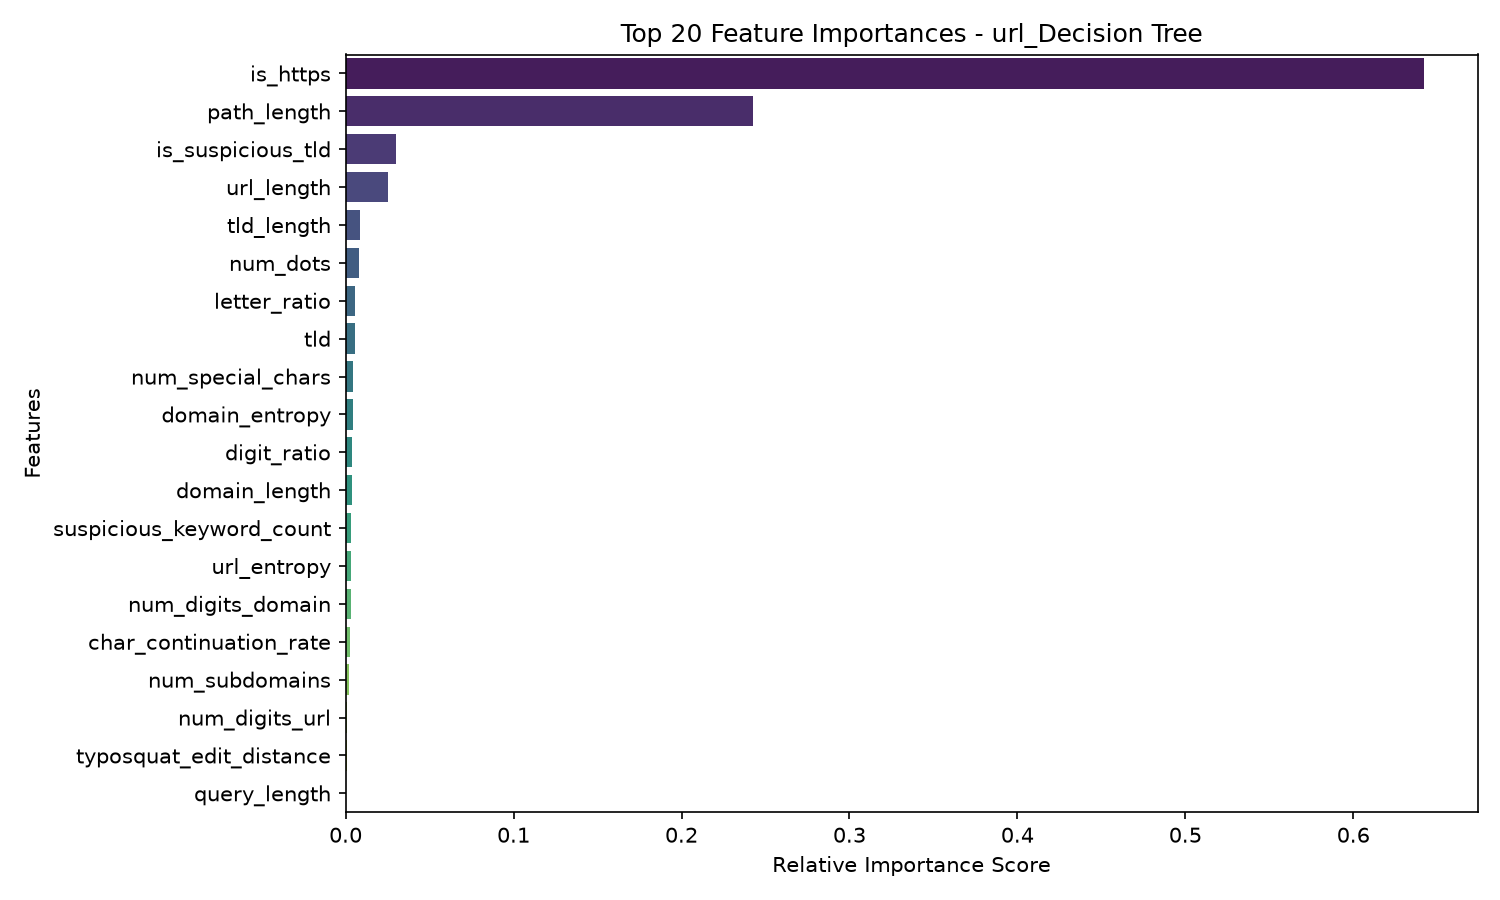 Top 20 Feature Importances - url_Decision Tree
is_https
path_length
is_suspicious_tld
url_length
tld_length
num_dots
letter_ratio
tld
num_special_chars
domain_entropy
digit_ratio
domain_length
suspicious_keyword_count
url_entropy
num_digits_domain
char_continuation_rate
num_subdomains
num_digits_url
typosquat_edit_distance
query_length
Features
0.0 0.1 0.2 0.3 0.4 0.5 0.6
Relative Importance Score